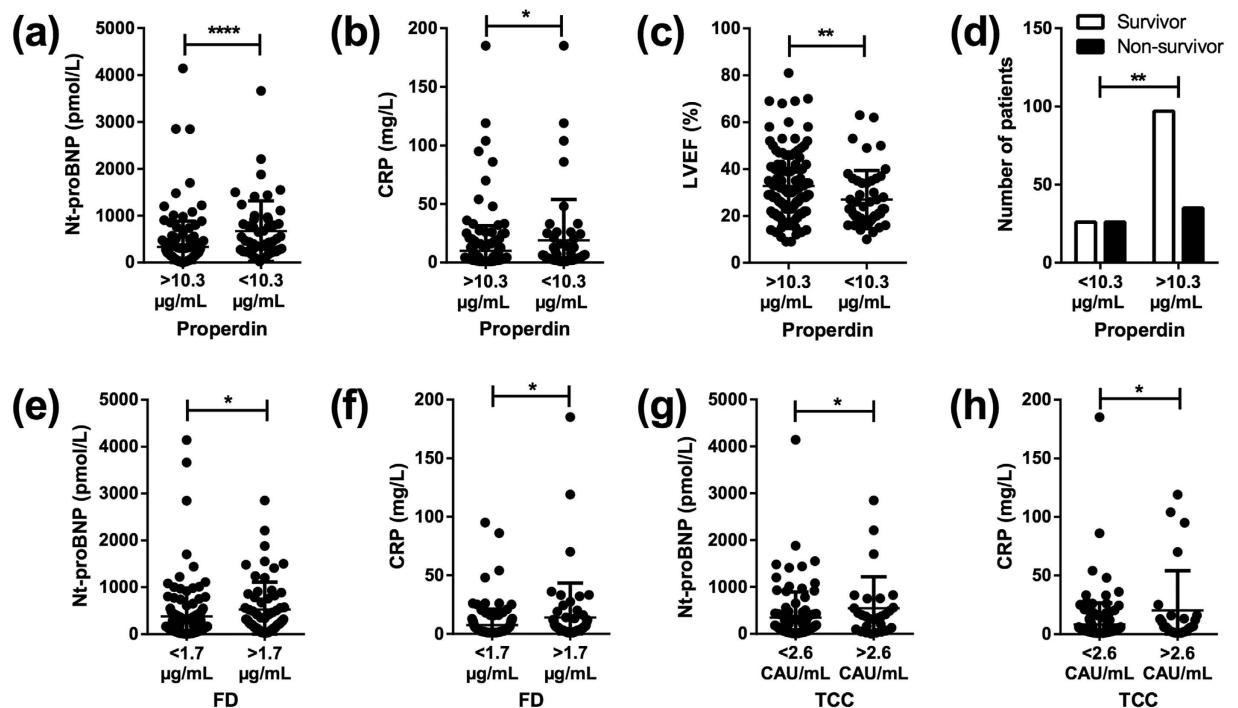 (a)
Nt-proBNP (pmol/L)
5000
4000
3000
2000
1000
0
****
>10.3 <10.3
µg/mL µg/mL
Properdin
(b)
CRP (mg/L)
200
150
100
50
0
*
>10.3 <10.3
µg/mL µg/mL
Properdin
(c)
LVEF (%)
100
80
60
40
20
0
**
>10.3 <10.3
µg/mL µg/mL
Properdin
(d)
Survivor
Non-survivor
Number of patients
150
100
50
0
**
<10.3 >10.3
µg/mL µg/mL
Properdin
(e)
Nt-proBNP (pmol/L)
5000
4000
3000
2000
1000
0
*
<1.7 >1.7
µg/mL µg/mL
FD
(f)
CRP (mg/L)
200
150
100
50
0
*
<1.7 >1.7
µg/mL µg/mL
FD
(g)
Nt-proBNP (pmol/L)
5000
4000
3000
2000
1000
0
*
<2.6 >2.6
CAU/mL CAU/mL
TCC
(h)
CRP (mg/L)
200
150
100
50
0
*
<2.6 >2.6
CAU/mL CAU/mL
TCC